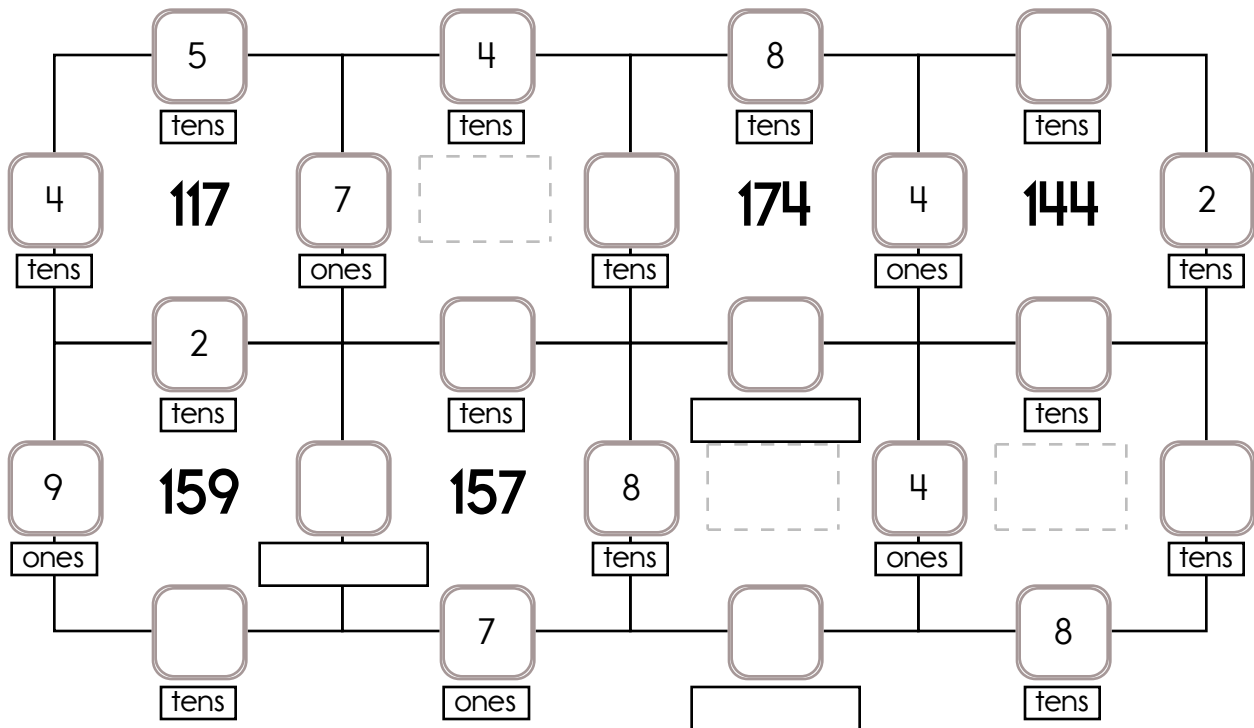 5 4 8
tens tens tens tens
4 117 7 174 4 144 2
tens ones tens ones tens
2
tens tens tens
9 159 157 8 4
ones tens ones tens
7 8
tens ones tens